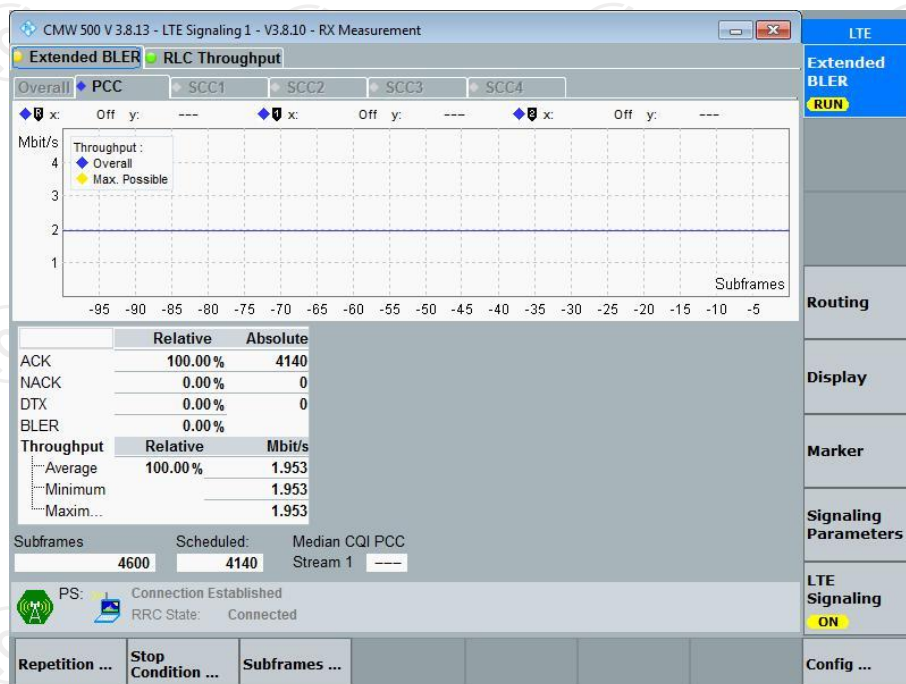 CMW 500 V 3.8.13 - LTE Signaling 1 - V3.8.10 - RX Measurement
LTE
Extended BLER RLC Throughput
Extended
BLER
RUN
Overall PCC SCC1 SCC2 SCC3 SCC4
R x: Off y: --- 1 x: Off y: --- 2 x: Off y: ---
Mbit/s
Throughput :
Overall
Max. Possible
4
3
2
1
Subframes
-95 -90 -85 -80 -75 -70 -65 -60 -55 -50 -45 -40 -35 -30 -25 -20 -15 -10 -5
Routing
Relative Absolute
ACK 100.00 % 4140
NACK 0.00 % 0
DTX 0.00 % 0
BLER 0.00 %
Display
Throughput Relative Mbit/s
Average 100.00 % 1.953
Minimum 1.953
Maxim... 1.953
Marker
Signaling
Parameters
Subframes Scheduled: Median CQI PCC
4600 4140 Stream 1 ---
PS: Connection Established
RRC State: Connected
LTE
Signaling
ON
Repetition ...
Stop
Condition ...
Subframes ...
Config ...